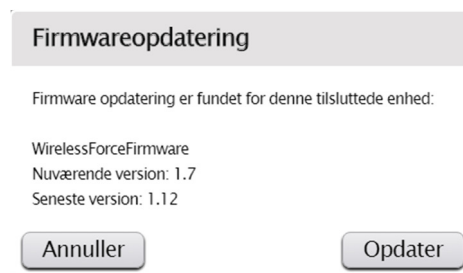 Firmwareopdatering
Firmware opdatering er fundet for denne tilsluttede enhed:
WirelessForceFirmware
Nuværende version: 1.7
Seneste version: 1.12
Annuller
Opdater